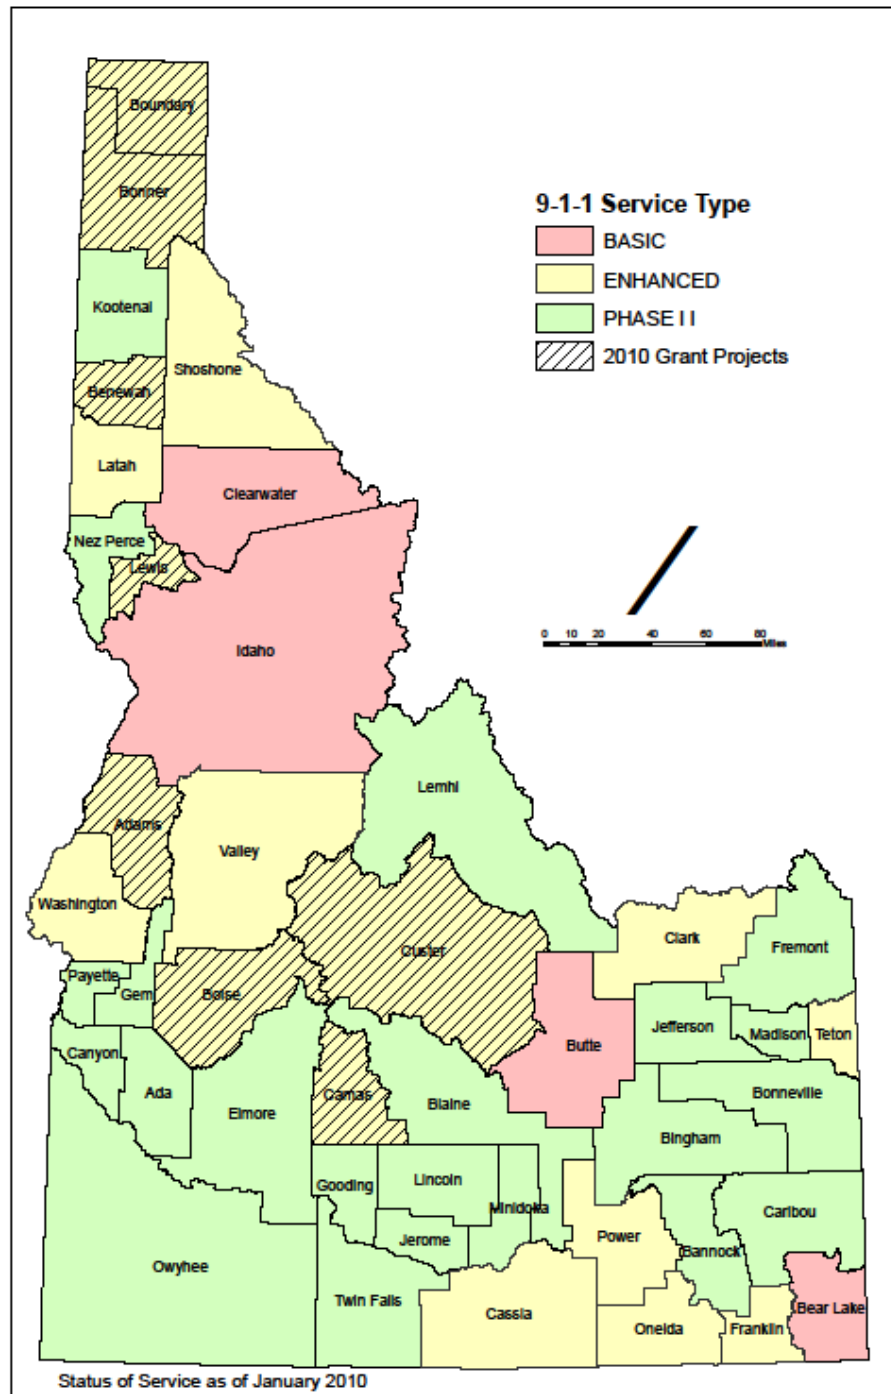 Boundary
Bonner
9-1-1 Service Type
BASIC
ENHANCED
PHASE I I
2010 Grant Projects
Kootenai
Shoshone
Benewah
Latah
Clearwater
Nez Perce
Lewis
0 10 20 40 60 80
Miles
Idaho
Lemhi
Adams
Valley
Washington
Custer
Clark
Fremont
Payette
Gem
Boise
Butte
Jefferson
Madison
Teton
Canyon
Ada
Elmore
Camas
Blaine
Bonneville
Bingham
Gooding
Lincoln
Minidoka
Caribou
Jerome
Power
Bannock
Owyhee
Twin Falls
Cassia
Oneida
Franklin
Bear Lake
Status of Service as of January 2010